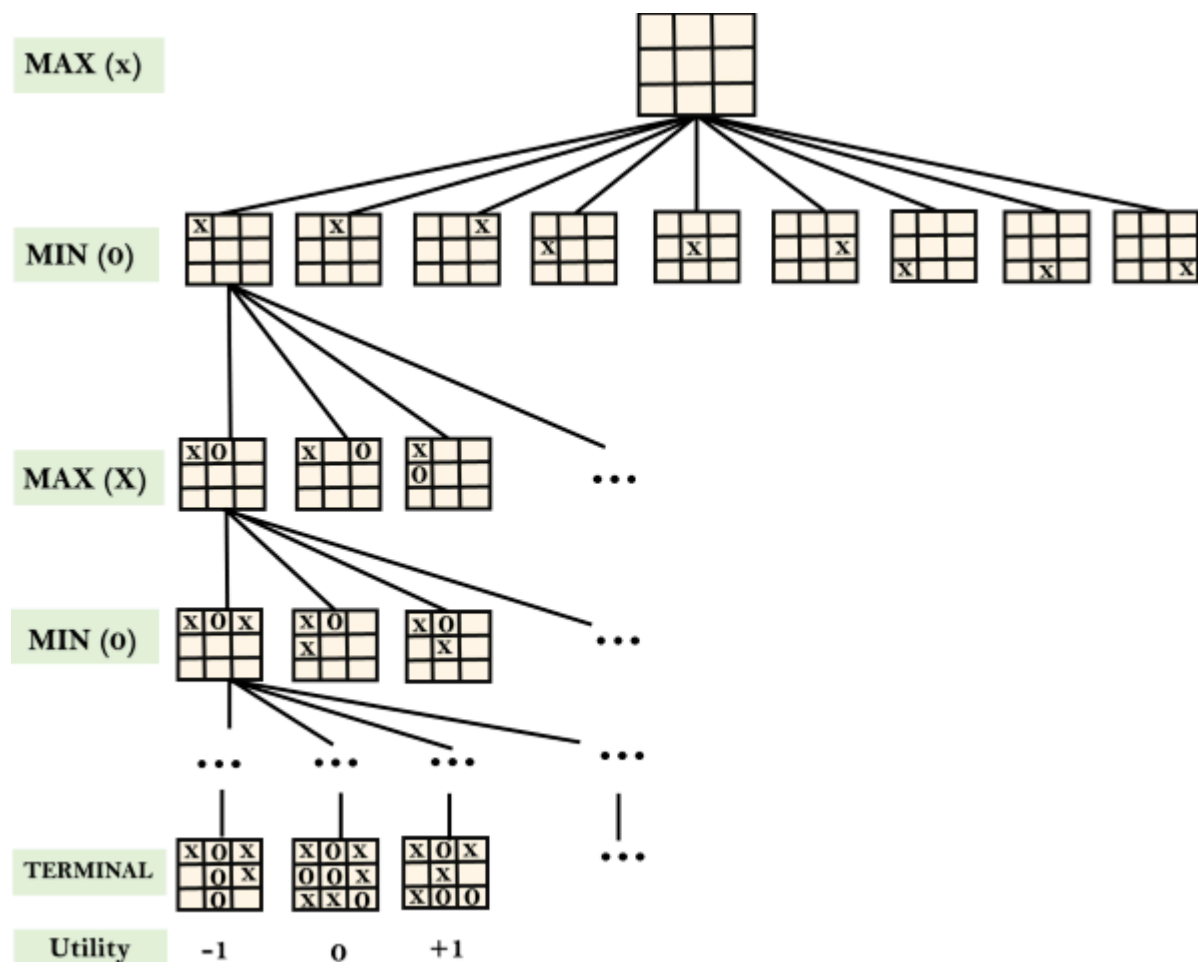 MAX (x)
MIN (o)
x x x x x x x x x
MAX (X)
x o x o x
o
...
MIN (o)
x o x x o x o
x x
...
... ... ... ...
TERMINAL
x o x x o x x o x
o x o o x x
o x x o x o o
...
Utility
-1 0 +1